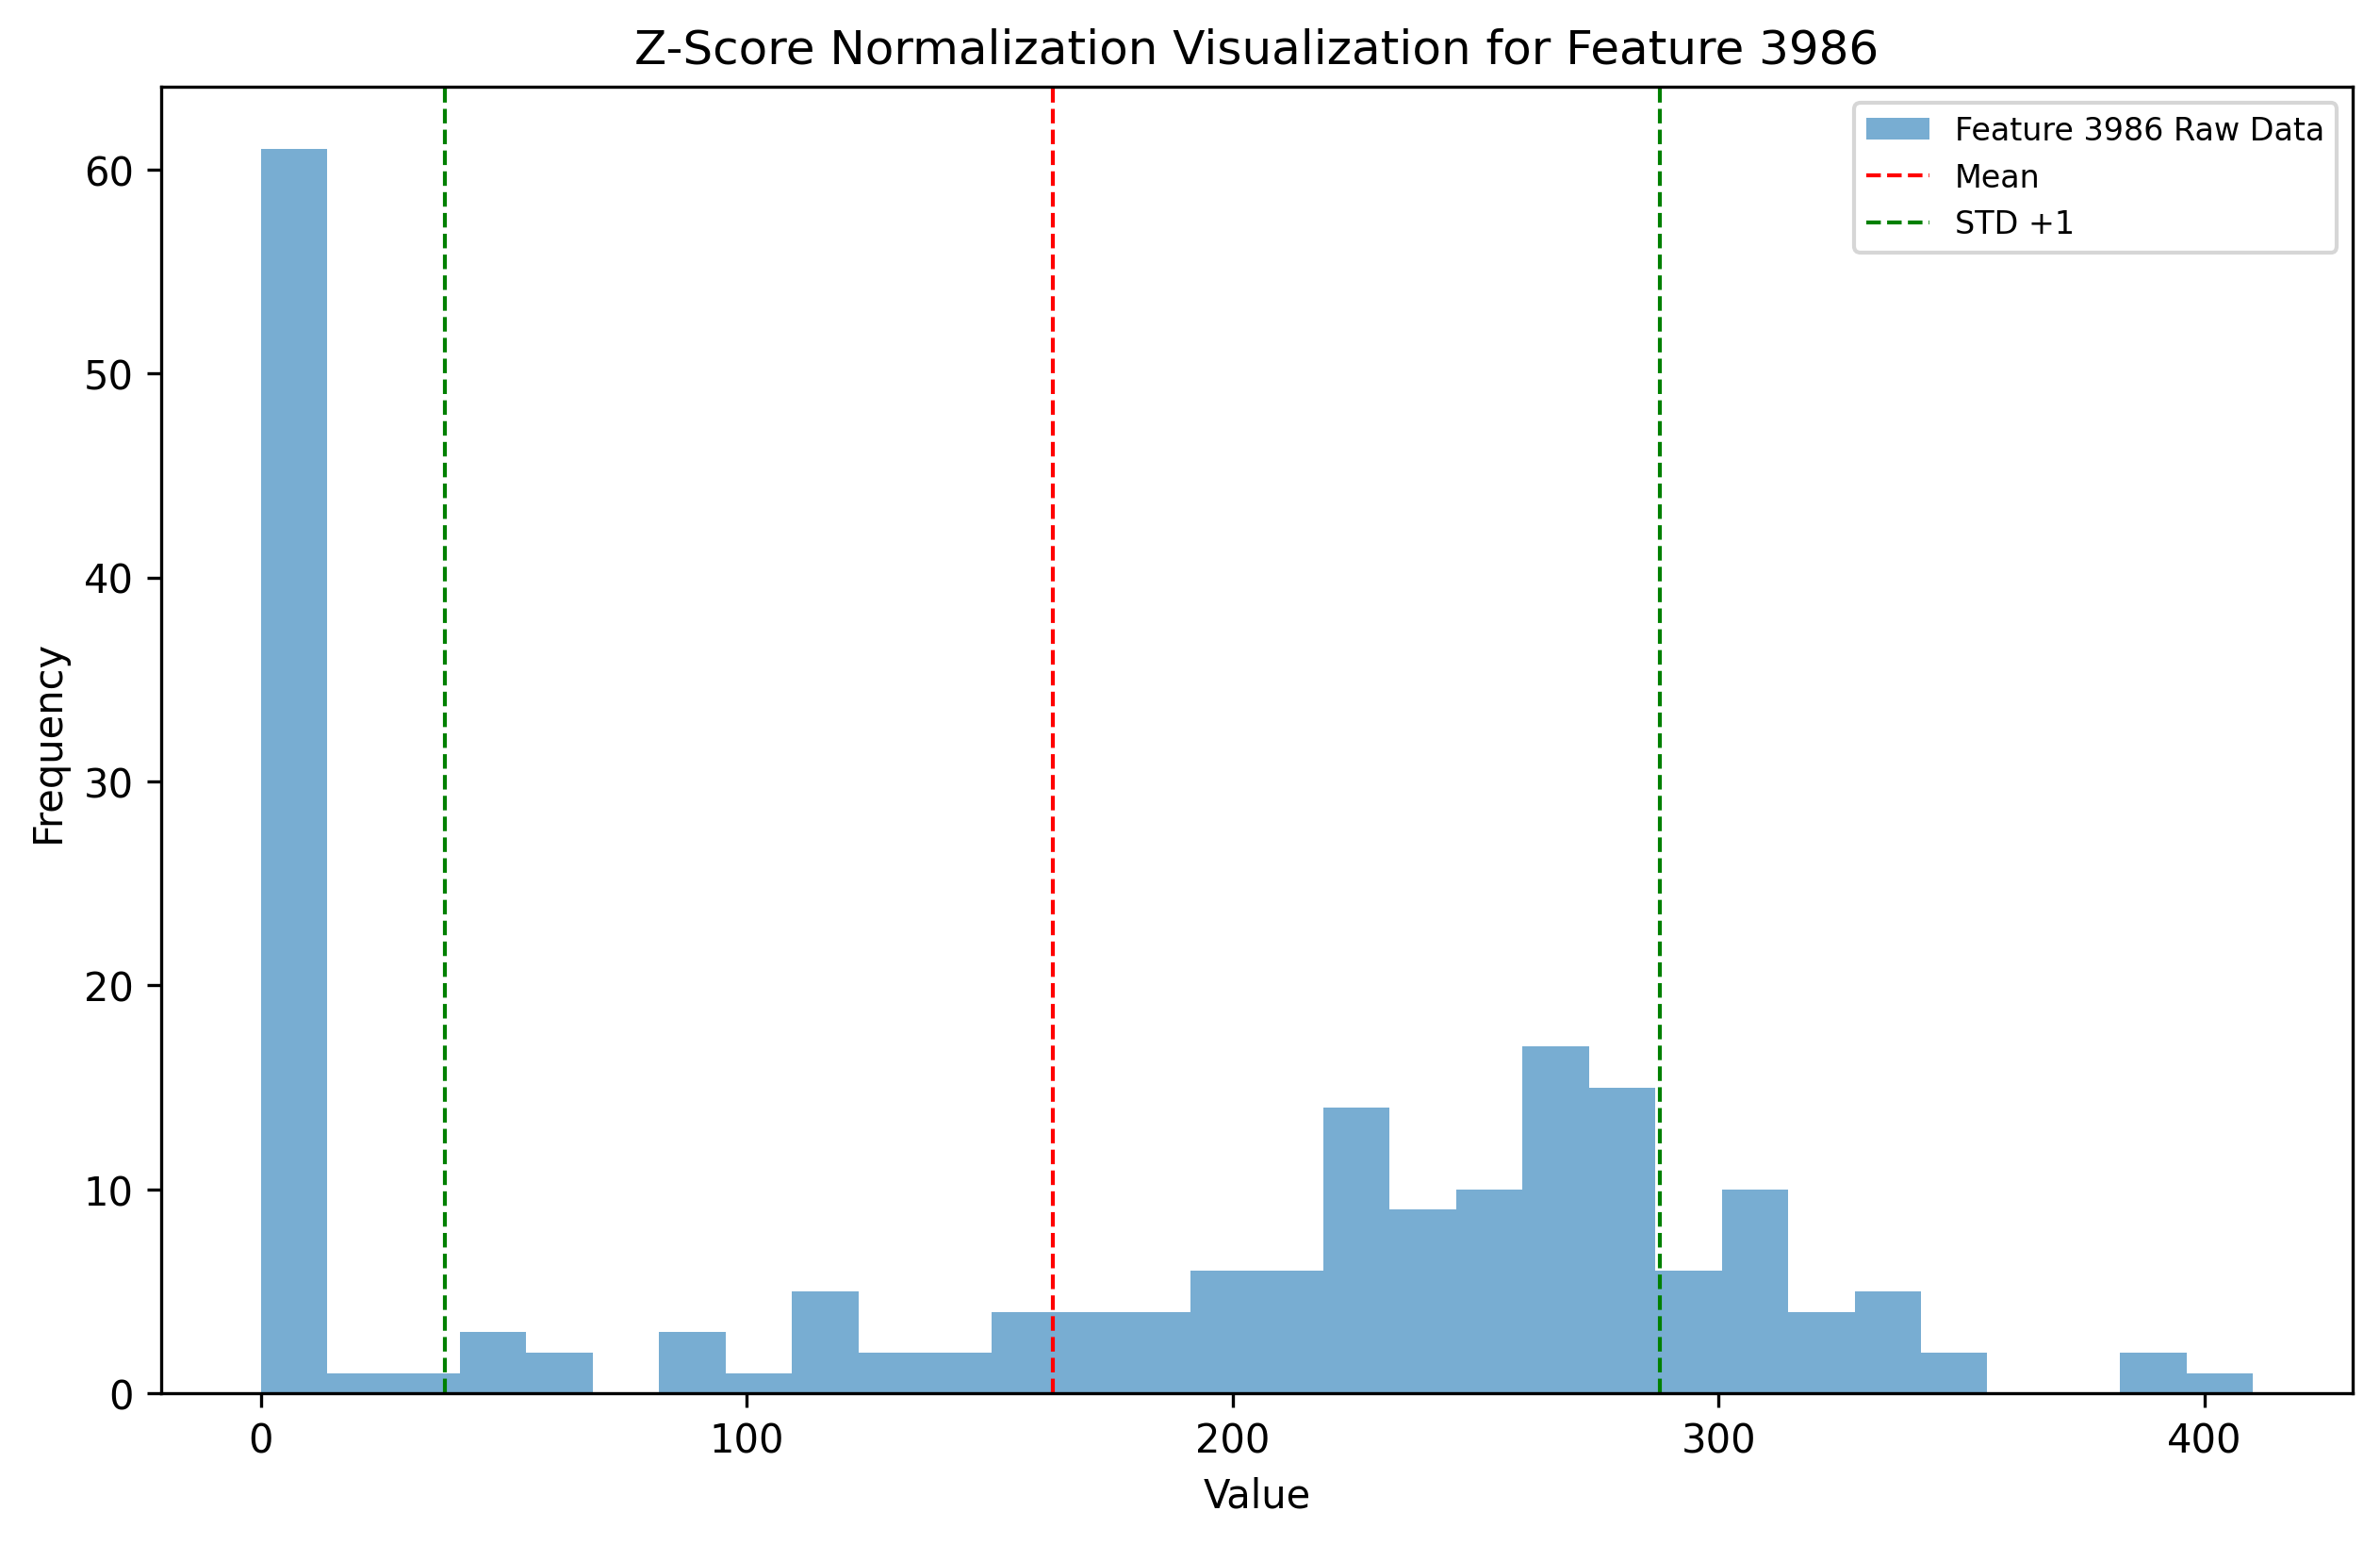 Z-Score Normalization Visualization for Feature 3986
Feature 3986 Raw Data
Mean
STD +1
60
50
40
30
20
10
0
Frequency
0 100 200 300 400
Value